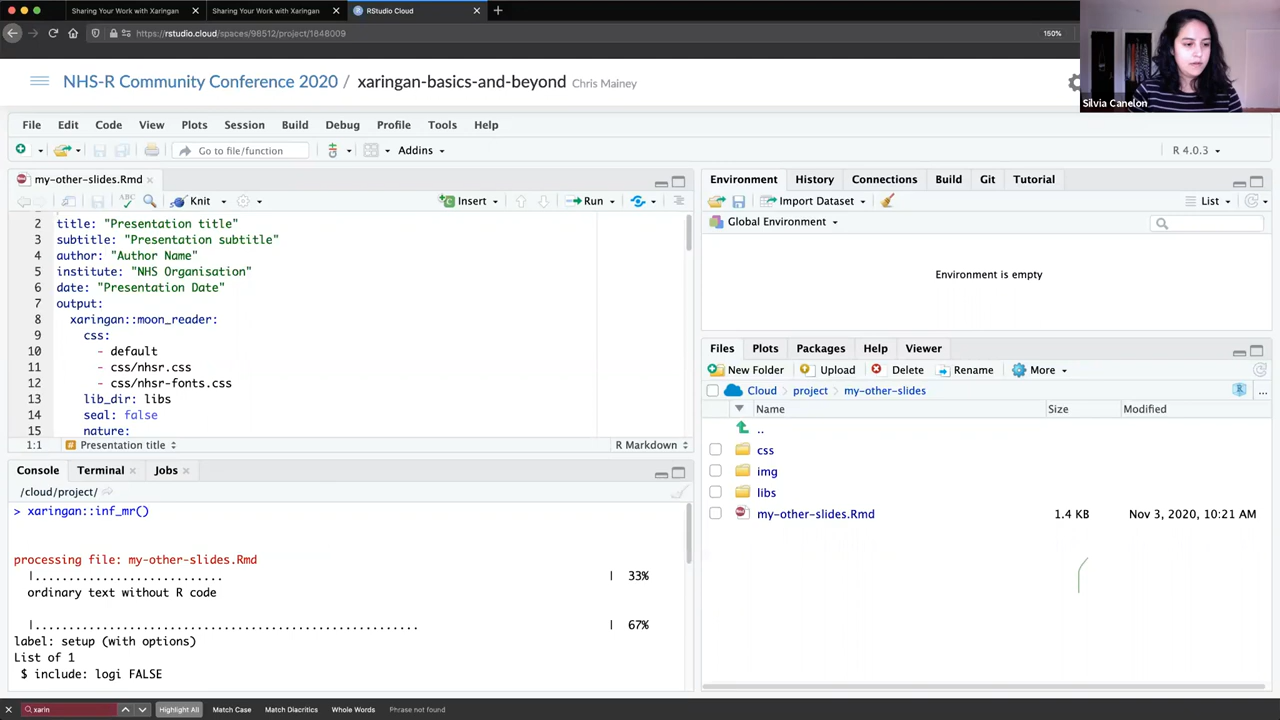 Sharing Your Work with Xaringan
Sharing Your Work with Xaringan
RStudio Cloud
https://rstudio.cloud/spaces/98512/project/1648009
150%
NHS-R Community Conference 2020 / xaringan-basics-and-beyond Chris Mainey
Silvia Canelon
File Edit Code View Plots Session Build Debug Profile Tools Help
Go to file/function
Addins
R 4.0.3
my-other-slides.Rmd
Knit
Insert
Run
2 title: "Presentation title"
3 subtitle: "Presentation subtitle"
4 author: "Author Name"
5 institute: "NHS Organisation"
6 date: "Presentation Date"
7 output:
8 xaringan::moon_reader:
9 css:
10 - default
11 - css/nhsr.css
12 - css/nhsr-fonts.css
13 lib_dir: libs
14 seal: false
15 nature:
1:1 # Presentation title R Markdown
Console Terminal Jobs
/cloud/project/
> xaringan::inf_mr()
processing file: my-other-slides.Rmd
|........................... | 33%
ordinary text without R code
|...................................................... | 67%
label: setup (with options)
List of 1
$ include: logi FALSE
Environment History Connections Build Git Tutorial
Import Dataset
List
Global Environment
Environment is empty
Files Plots Packages Help Viewer
New Folder Upload Delete Rename More
Cloud project my-other-slides
...
Name Size Modified
..
css
img
libs
my-other-slides.Rmd 1.4 KB Nov 3, 2020, 10:21 AM
xarin
Highlight All Match Case Match Diacritics Whole Words Phrase not found